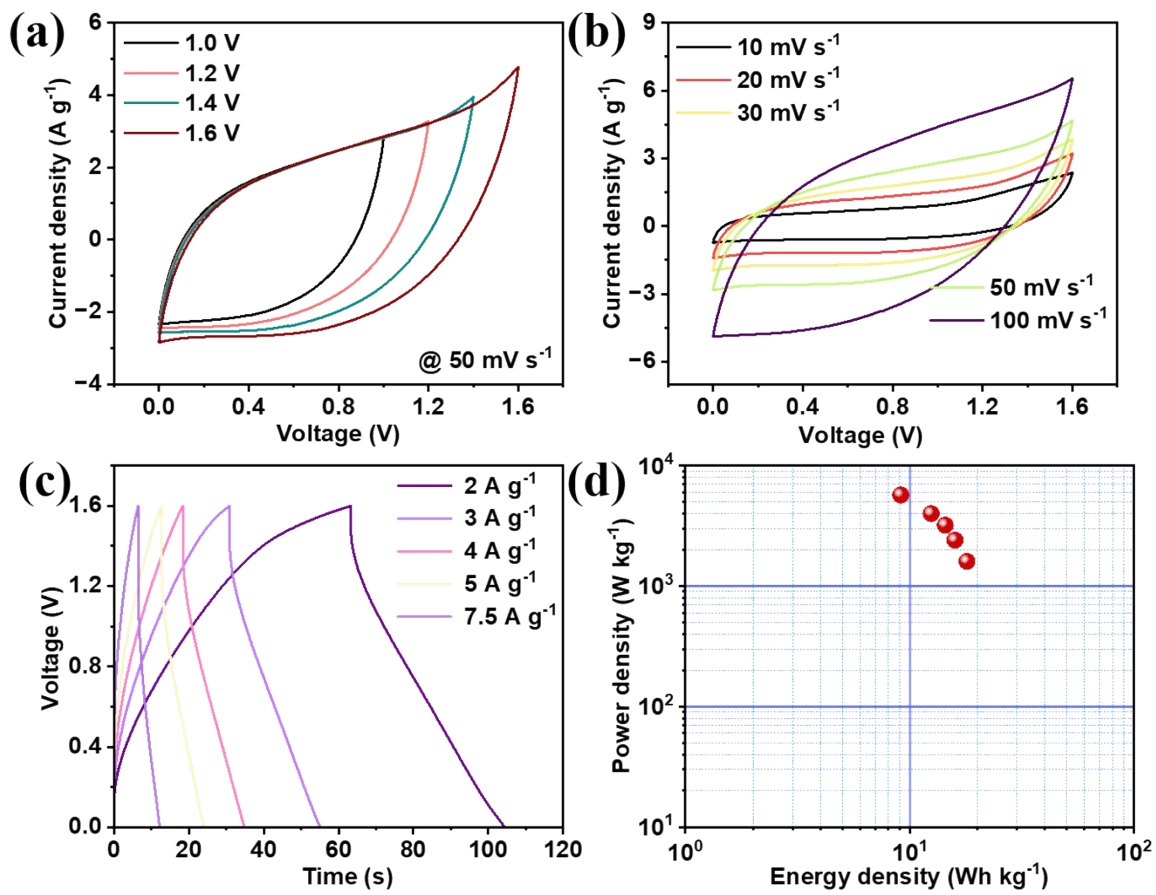 (a)
6
4
2
0
−2
−4
Current density (A g⁻¹)
1.0 V
1.2 V
1.4 V
1.6 V
@ 50 mV s⁻¹
0.0 0.4 0.8 1.2 1.6
Voltage (V)
(b)
9
6
3
0
−3
−6
Current density (A g⁻¹)
10 mV s⁻¹
20 mV s⁻¹
30 mV s⁻¹
50 mV s⁻¹
100 mV s⁻¹
0.0 0.4 0.8 1.2 1.6
Voltage (V)
(c)
1.6
1.2
0.8
0.4
0.0
Voltage (V)
2 A g⁻¹
3 A g⁻¹
4 A g⁻¹
5 A g⁻¹
7.5 A g⁻¹
0 20 40 60 80 100 120
Time (s)
(d)
10⁴
10³
10²
10¹
Power density (W kg⁻¹)
10⁰ 10¹ 10²
Energy density (Wh kg⁻¹)